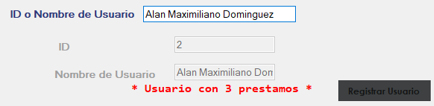 ID o Nombre de Usuario Alan Maximiliano Dominguez
ID 2
Nombre de Usuario Alan Maximiliano Dom
* Usuario con 3 prestamos *
Registrar Usuario